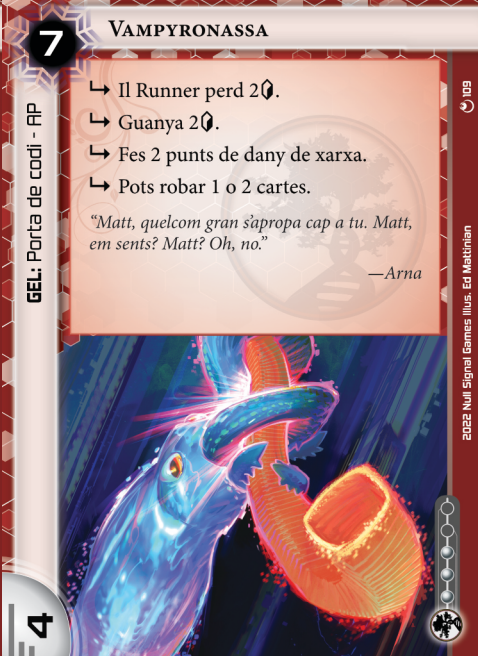 7
VAMPYRONASSA
↳ Il Runner perd 2.
↳ Guanya 2.
↳ Fes 2 punts de dany de xarxa.
↳ Pots robar 1 o 2 cartes.
“Matt, quelcom gran s'apropa cap a tu. Matt,
em sents? Matt? Oh, no.”
—Arna
GEL: Porta de codi - AP
109
2022 Null Signal Games Illus. Ed Mattinian
4